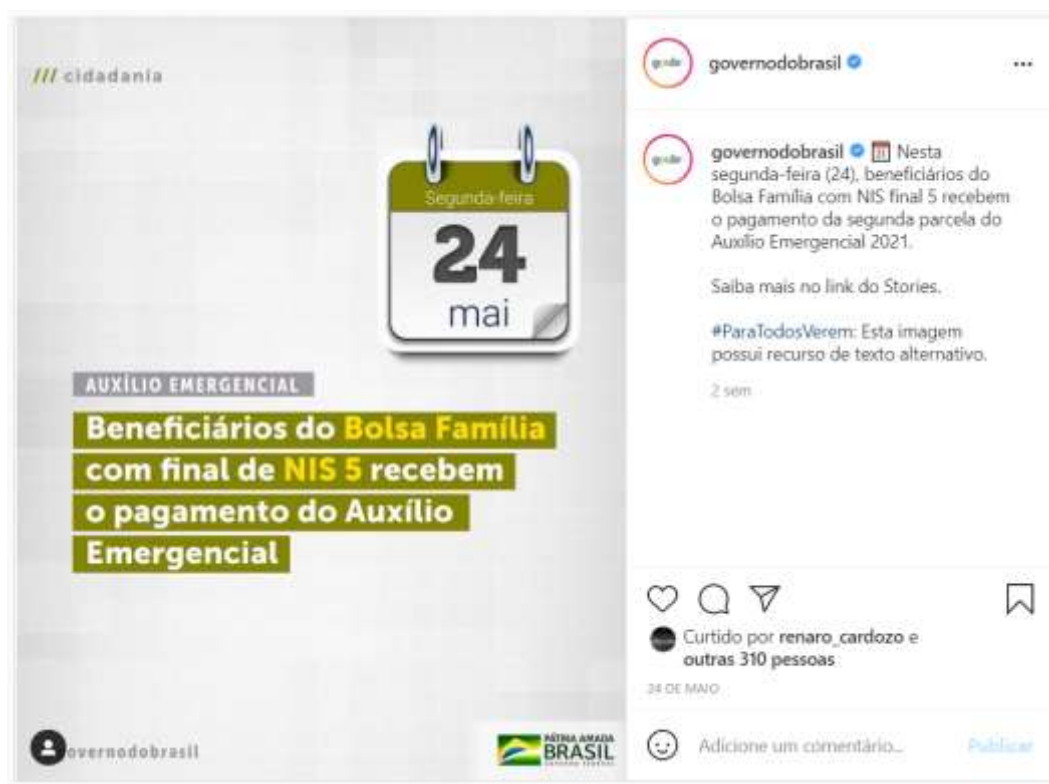 /// cidadania
Segunda-feira
24
mai
AUXÍLIO EMERGENCIAL
Beneficiários do Bolsa Família
com final de NIS 5 recebem
o pagamento do Auxílio
Emergencial
overnodobrasil
PÁTRIA AMADA
BRASIL
GOVERNO FEDERAL
governodobrasil
governodobrasil Nesta
segunda-feira (24), beneficiários do
Bolsa Família com NIS final 5 recebem
o pagamento da segunda parcela do
Auxílio Emergencial 2021.
Saiba mais no link do Stories.
#ParaTodosVerem: Esta imagem
possui recurso de texto alternativo.
2 sem
Curtido por renaro_cardozo e
outras 310 pessoas
24 DE MAIO
Adicione um comentário...
Publicar